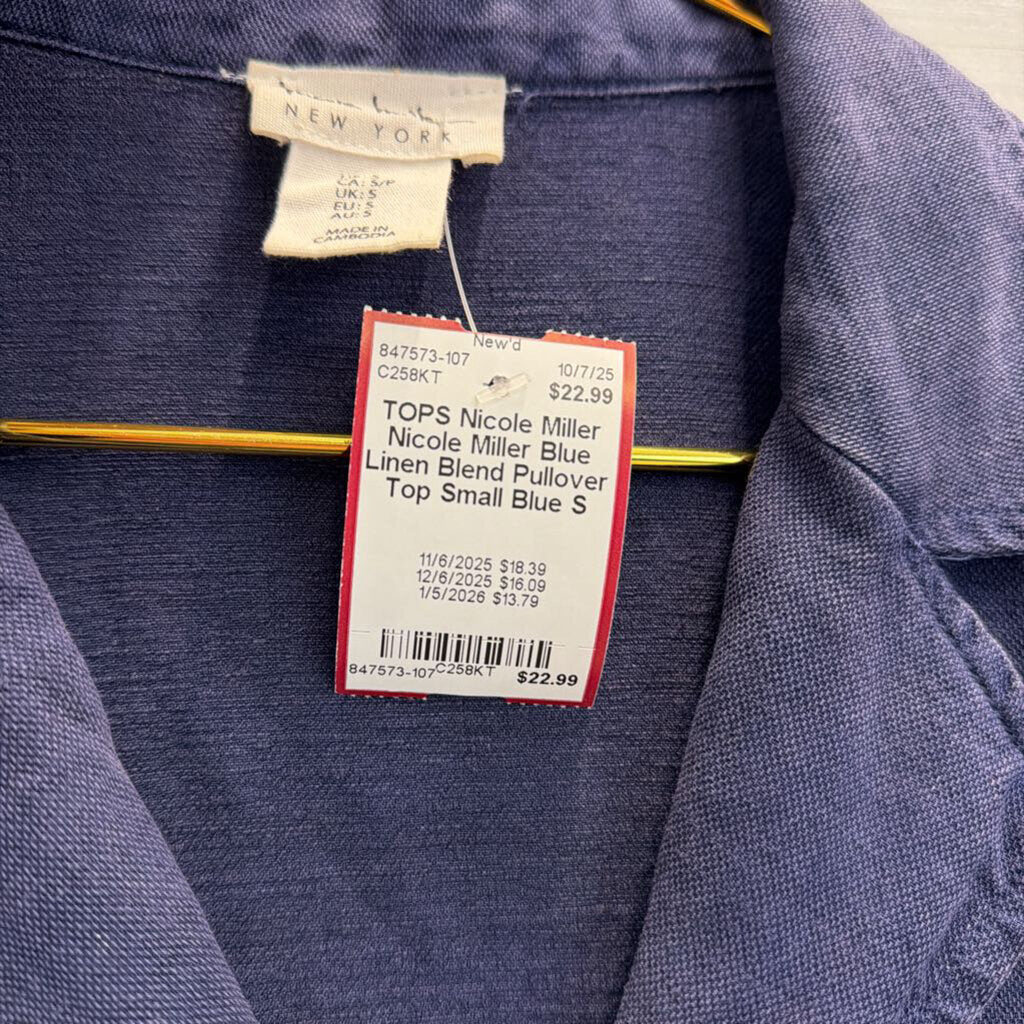 NEW YORK
CA: S/P
UK: S
EU: S
AU: S
MADE IN
CAMBODIA
New'd
847573-107
10/7/25
C258KT
$22.99
TOPS Nicole Miller
Nicole Miller Blue
Linen Blend Pullover
Top Small Blue S
11/6/2025 $18.39
12/6/2025 $16.09
1/5/2026 $13.79
847573-107 C258KT $22.99